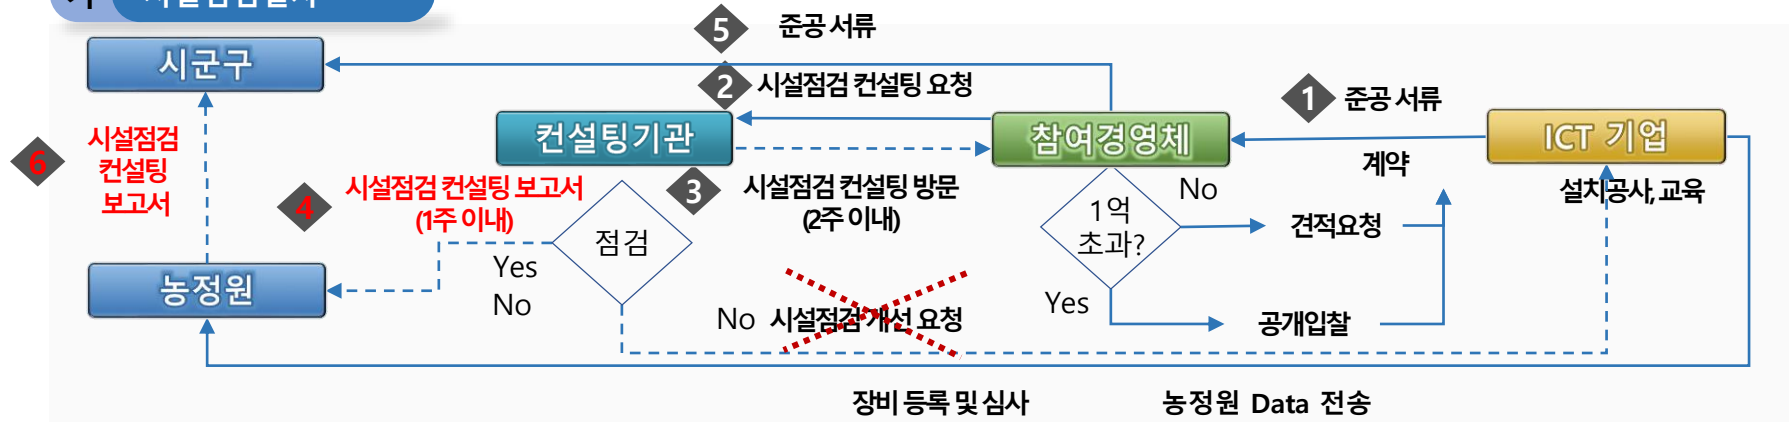 5 준공 서류
시군구
2 시설점검 컨설팅 요청
1 준공 서류
컨설팅기관
참여경영체
ICT 기업
6 시설점검
컨설팅
보고서
계약
설치공사, 교육
4 시설점검 컨설팅 보고서
(1주 이내)
3 시설점검 컨설팅 방문
(2주 이내)
No
1억
초과?
견적요청
점검
Yes
No
농정원
No 시설점검 개선 요청
Yes
공개입찰
장비 등록 및 심사
농정원 Data 전송